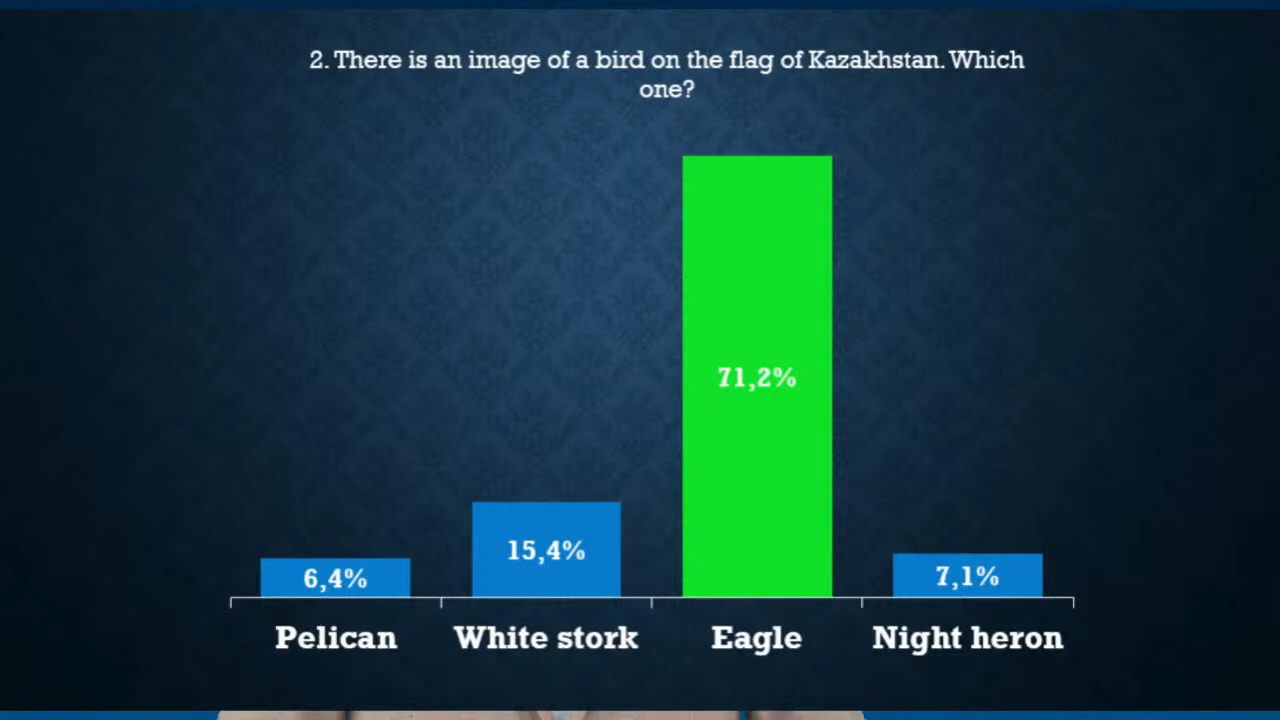 2. There is an image of a bird on the flag of Kazakhstan. Which
one?
71,2%
15,4%
6,4%
7,1%
Pelican
White stork
Eagle
Night heron